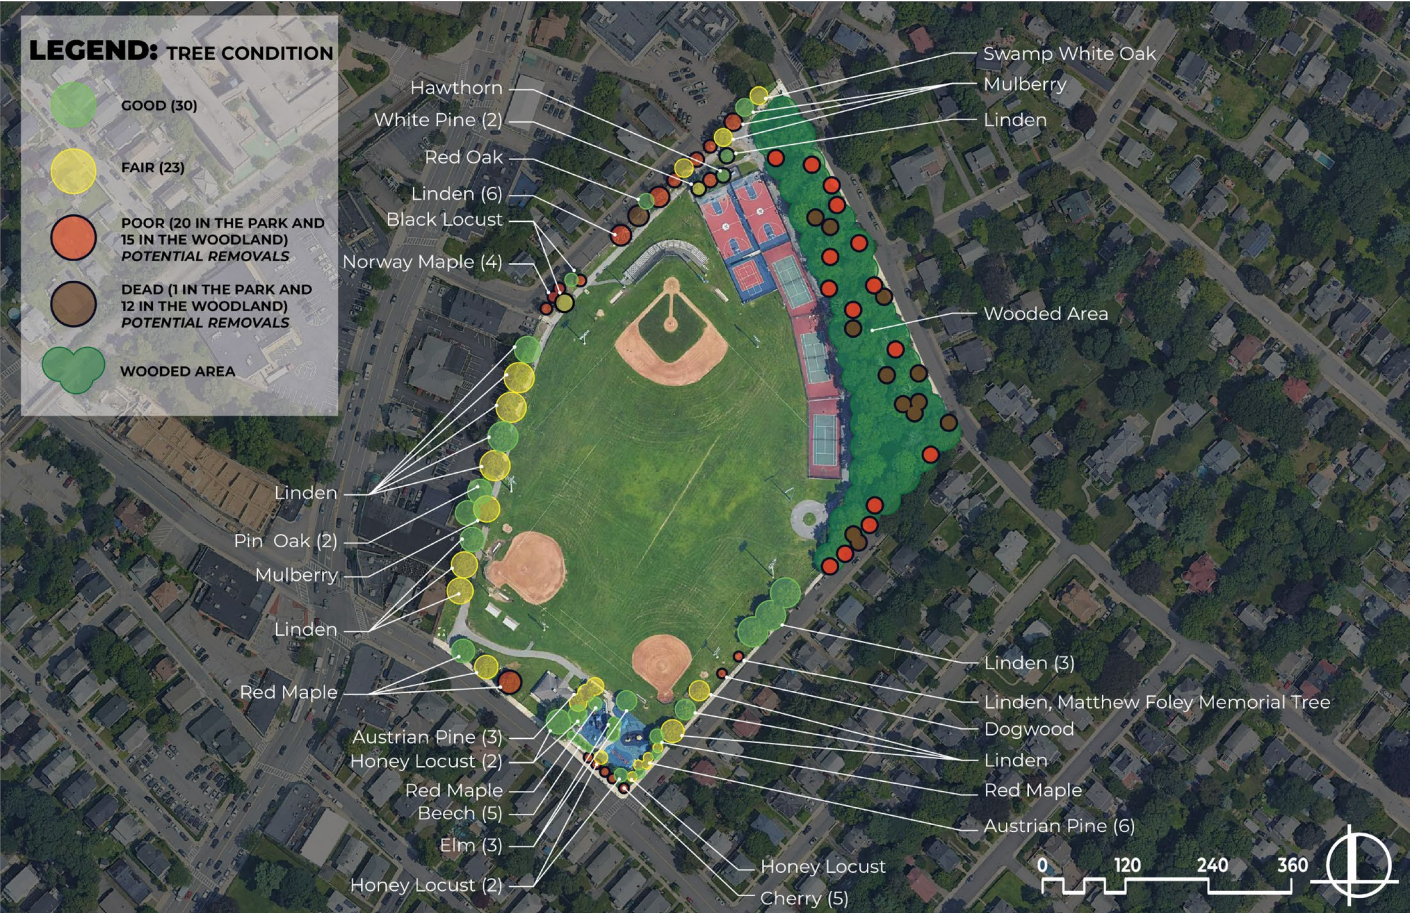 LEGEND: TREE CONDITION
GOOD (30)
FAIR (23)
POOR (20 IN THE PARK AND
15 IN THE WOODLAND)
POTENTIAL REMOVALS
DEAD (1 IN THE PARK AND
12 IN THE WOODLAND)
POTENTIAL REMOVALS
WOODED AREA
Hawthorn
White Pine (2)
Red Oak
Linden (6)
Black Locust
Norway Maple (4)
Linden
Pin Oak (2)
Mulberry
Linden
Red Maple
Austrian Pine (3)
Honey Locust (2)
Red Maple
Beech (5)
Elm (3)
Honey Locust (2)
Swamp White Oak
Mulberry
Linden
Wooded Area
Linden (3)
Linden, Matthew Foley Memorial Tree
Dogwood
Linden
Red Maple
Austrian Pine (6)
Honey Locust
Cherry (5)
0 120 240 360